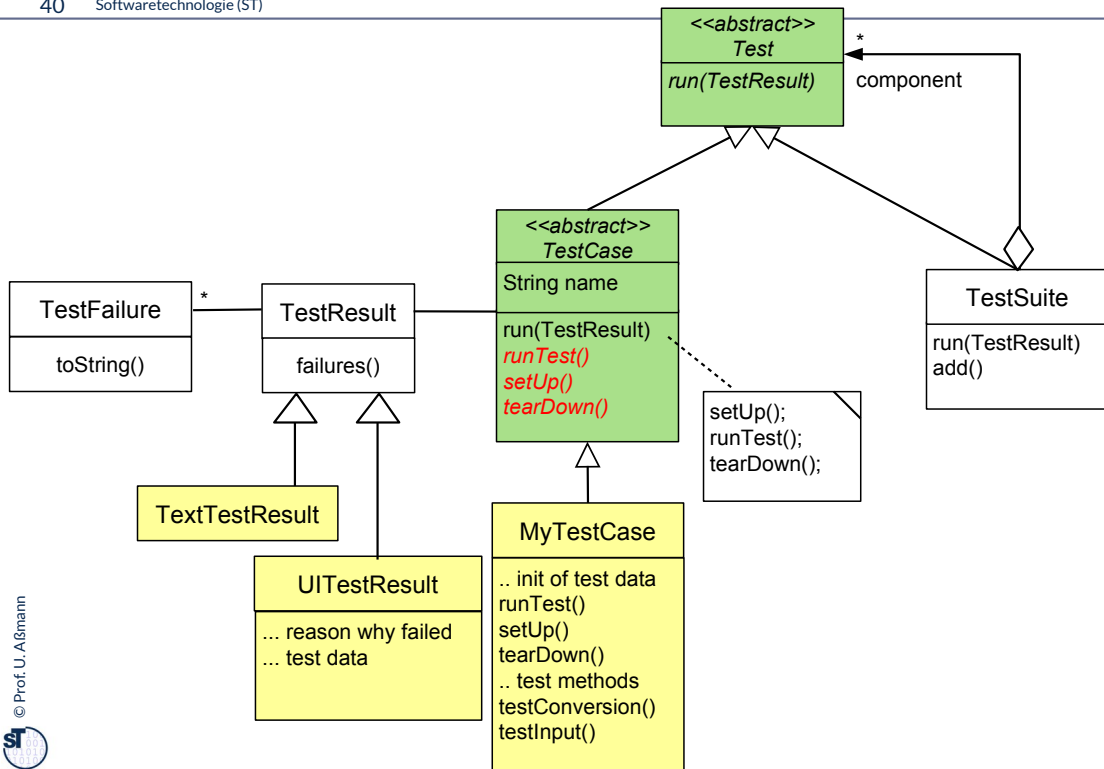 40 Softwaretechnologie (ST)
<<abstract>>
Test
run(TestResult)
*
component
<<abstract>>
TestCase
String name
run(TestResult)
runTest()
setUp()
tearDown()
TestFailure
toString()
*
TestResult
failures()
TestSuite
run(TestResult)
add()
setUp();
runTest();
tearDown();
TextTestResult
UITestResult
... reason why failed
... test data
MyTestCase
.. init of test data
runTest()
setUp()
tearDown()
.. test methods
testConversion()
testInput()
© Prof. U. Aßmann
ST